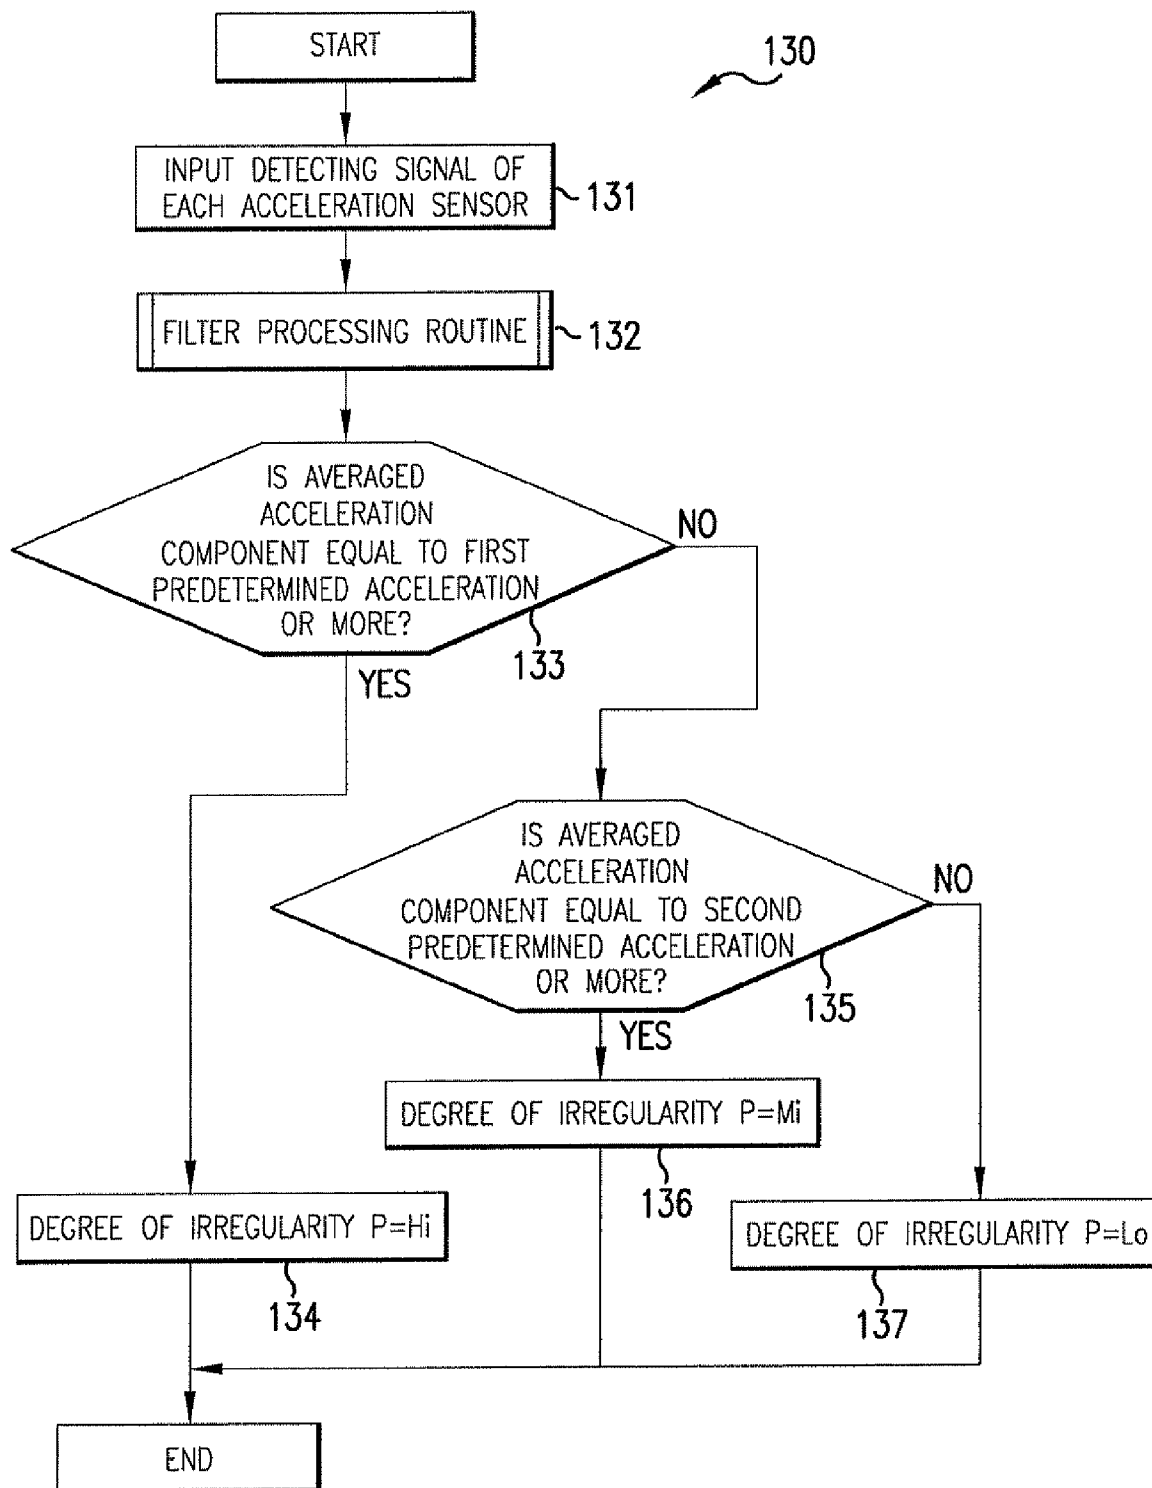 START
130
INPUT DETECTING SIGNAL OF
EACH ACCELERATION SENSOR
131
FILTER PROCESSING ROUTINE
132
IS AVERAGED
ACCELERATION
COMPONENT EQUAL TO FIRST
PREDETERMINED ACCELERATION
OR MORE?
NO
133
YES
IS AVERAGED
ACCELERATION
COMPONENT EQUAL TO SECOND
PREDETERMINED ACCELERATION
OR MORE?
NO
135
YES
DEGREE OF IRREGULARITY P=Mi
136
DEGREE OF IRREGULARITY P=Hi
134
DEGREE OF IRREGULARITY P=Lo
137
END